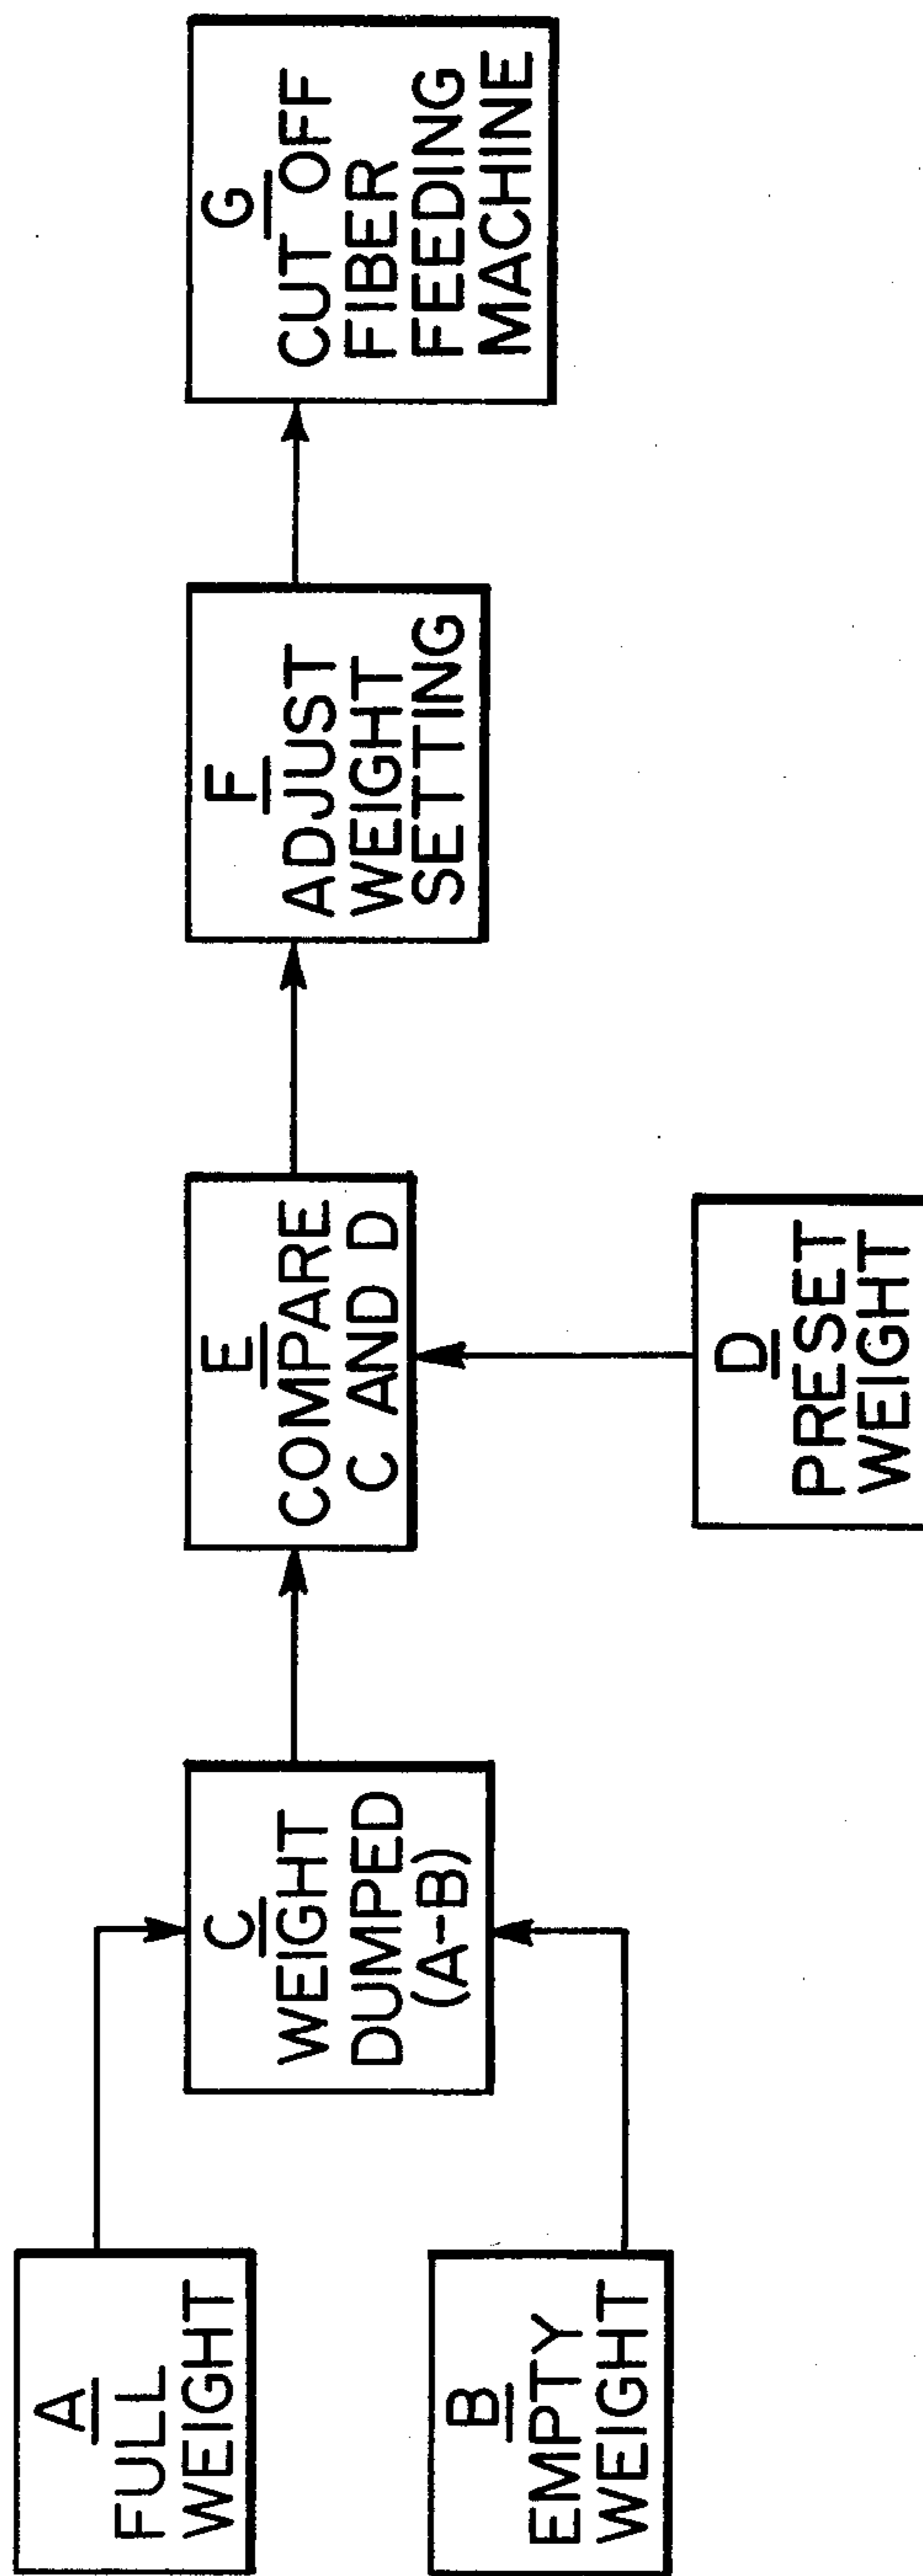 A
FULL
WEIGHT
B
EMPTY
WEIGHT
C
WEIGHT
DUMPED
(A-B)
D
PRESET
WEIGHT
E
COMPARE
C AND D
F
ADJUST
WEIGHT
SETTING
G
CUT OFF
FIBER
FEEDING
MACHINE